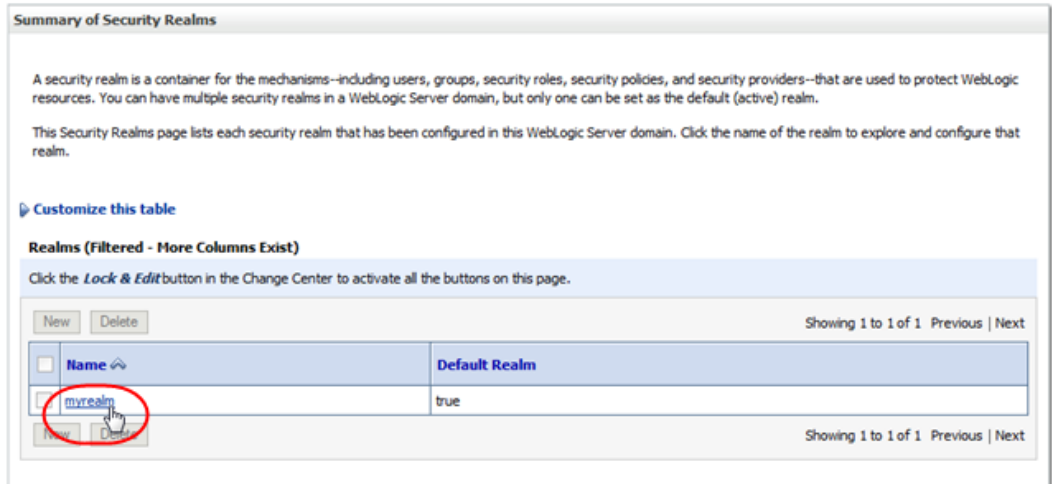 Summary of Security Realms
A security realm is a container for the mechanisms--including users, groups, security roles, security policies, and security providers--that are used to protect WebLogic
resources. You can have multiple security realms in a WebLogic Server domain, but only one can be set as the default (active) realm.
This Security Realms page lists each security realm that has been configured in this WebLogic Server domain. Click the name of the realm to explore and configure that
realm.
Customize this table
Realms (Filtered - More Columns Exist)
Click the Lock & Edit button in the Change Center to activate all the buttons on this page.
New Delete Showing 1 to 1 of 1 Previous | Next
Name Default Realm
myrealm true
New Delete Showing 1 to 1 of 1 Previous | Next